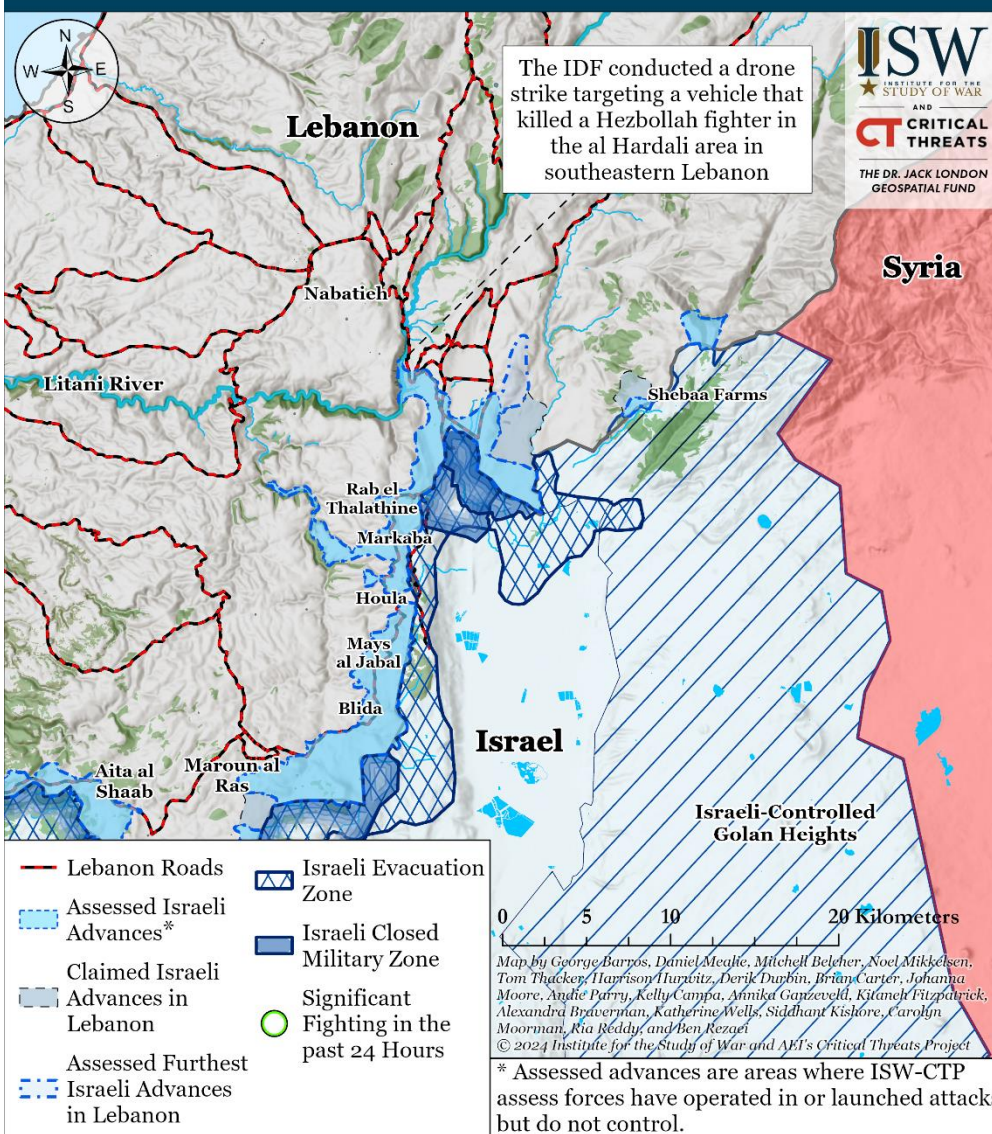 N
W
E
S
Lebanon
The IDF conducted a drone
strike targeting a vehicle that
killed a Hezbollah fighter in
the al Hardali area in
southeastern Lebanon
ISW
INSTITUTE FOR THE
STUDY OF WAR
AND
CT CRITICAL
THREATS
THE DR. JACK LONDON
GEOSPATIAL FUND
Syria
Nabatieh
Litani River
Shebaa Farms
Rab el
Thalathine
Markaba
Houla
Mays
al Jabal
Blida
Israel
Aita al
Shaab
Maroun al
Ras
Israeli-Controlled
Golan Heights
Lebanon Roads
Assessed Israeli
Advances*
Claimed Israeli
Advances in
Lebanon
Assessed Furthest
Israeli Advances
in Lebanon
Israeli Evacuation
Zone
Israeli Closed
Military Zone
Significant
Fighting in the
past 24 Hours
0 5 10 20 Kilometers
Map by George Barros, Daniel Mealie, Mitchell Belcher, Noel Mikkelsen,
Tom Thacker, Harrison Hurwitz, Derik Durbin, Brian Carter, Johanna
Moore, Andie Parry, Kelly Campa, Annika Ganzeveld, Kitaneh Fitzpatrick,
Alexandra Braverman, Katherine Wells, Siddhant Kishore, Carolyn
Moorman, Ria Reddy, and Ben Rezaei
© 2024 Institute for the Study of War and AEI's Critical Threats Project
* Assessed advances are areas where ISW-CTP
assess forces have operated in or launched attacks
but do not control.